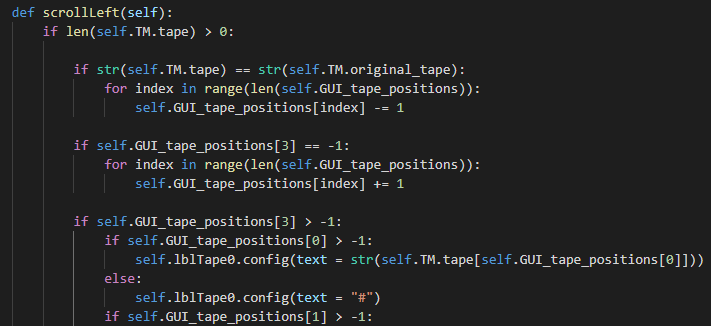 def scrollLeft(self):
    if len(self.TM.tape) > 0:
        if str(self.TM.tape) == str(self.TM.original_tape):
            for index in range(len(self.GUI_tape_positions)):
                self.GUI_tape_positions[index] -= 1
        if self.GUI_tape_positions[3] == -1:
            for index in range(len(self.GUI_tape_positions)):
                self.GUI_tape_positions[index] += 1
        if self.GUI_tape_positions[3] > -1:
            if self.GUI_tape_positions[0] > -1:
                self.lblTape0.config(text = str(self.TM.tape[self.GUI_tape_positions[0]]))
            else:
                self.lblTape0.config(text = "#")
            if self.GUI_tape_positions[1] > -1: